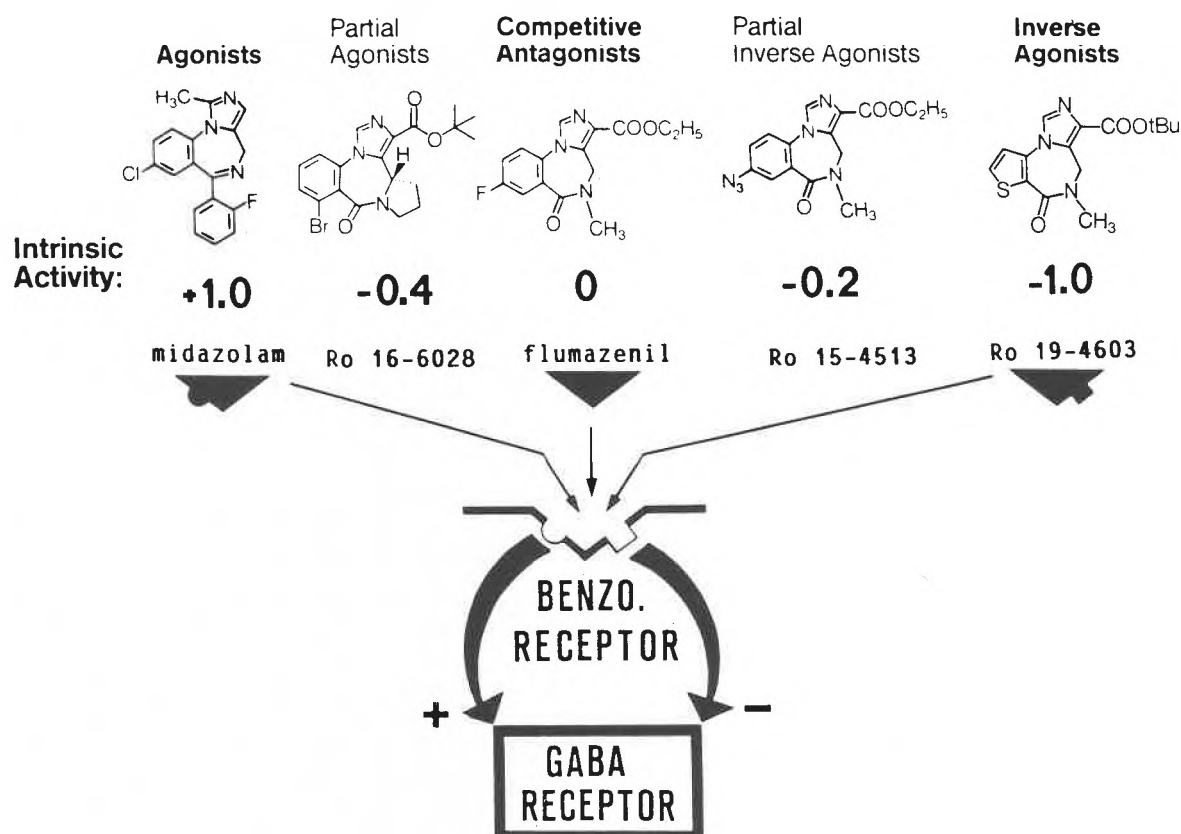 Agonists
Partial
Agonists
Competitive
Antagonists
Partial
Inverse Agonists
Inverse
Agonists
H₃C
N
N
Cl
N
F
N
N
O
O
H
N
O
Br
N
N
COOC₂H₅
F
N
O
CH₃
N
N
COOC₂H₅
N₃
N
O
CH₃
N
N
COOtBu
S
N
O
CH₃
Intrinsic
Activity:
+1.0
-0.4
0
-0.2
-1.0
midazolam
Ro 16-6028
flumazenil
Ro 15-4513
Ro 19-4603
BENZO.
RECEPTOR
+
−
GABA
RECEPTOR